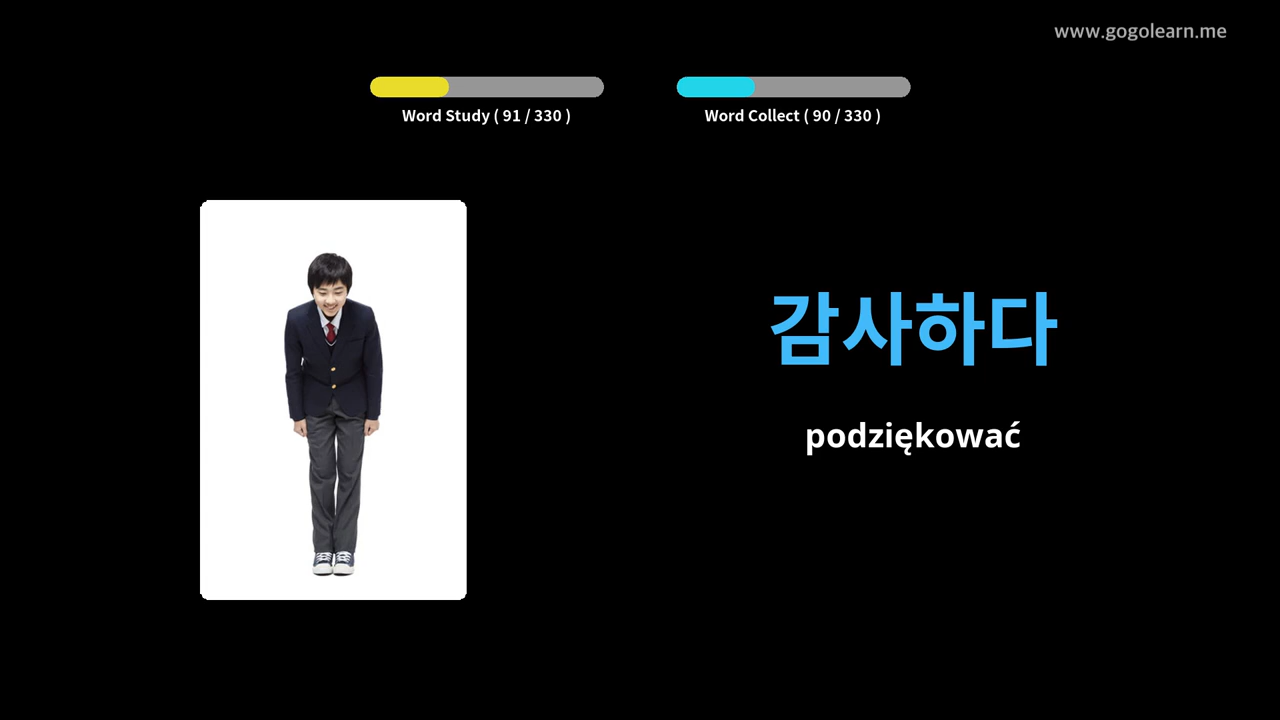 www.gogolearn.me
Word Study ( 91 / 330 )
Word Collect ( 90 / 330 )
감사하다
podziękować